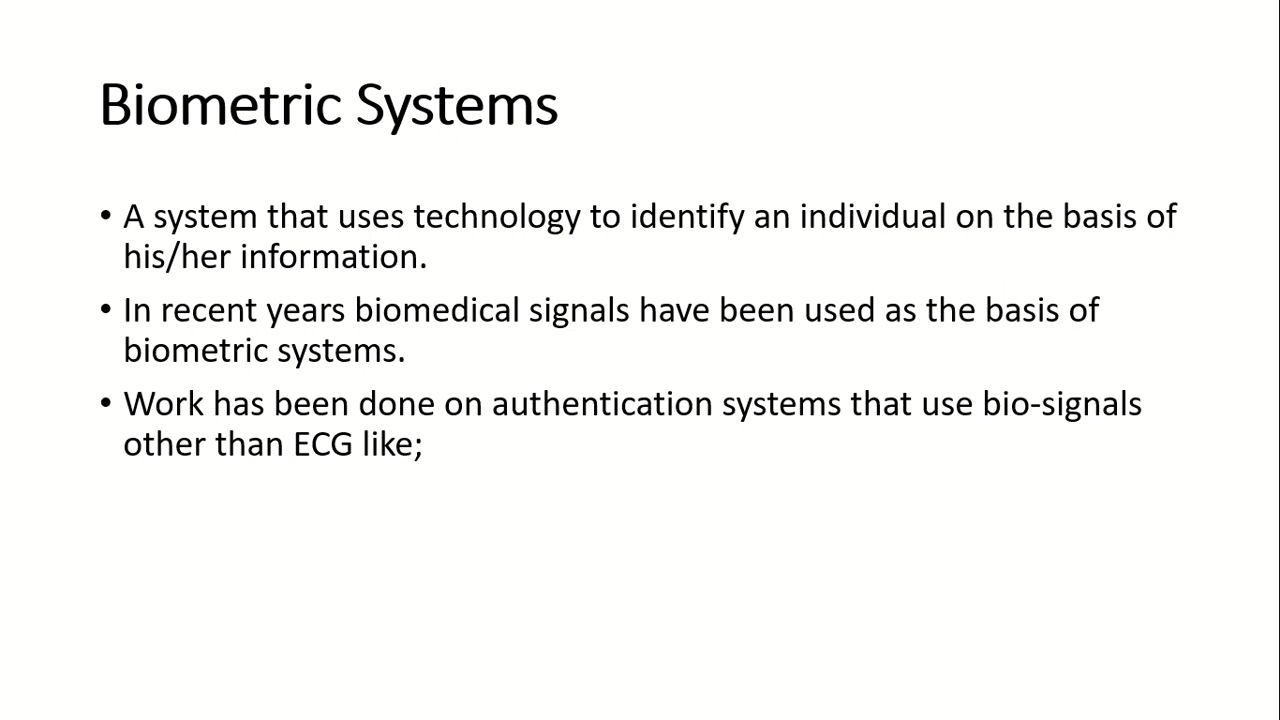 Biometric Systems
• A system that uses technology to identify an individual on the basis of
his/her information.
• In recent years biomedical signals have been used as the basis of
biometric systems.
• Work has been done on authentication systems that use bio-signals
other than ECG like;